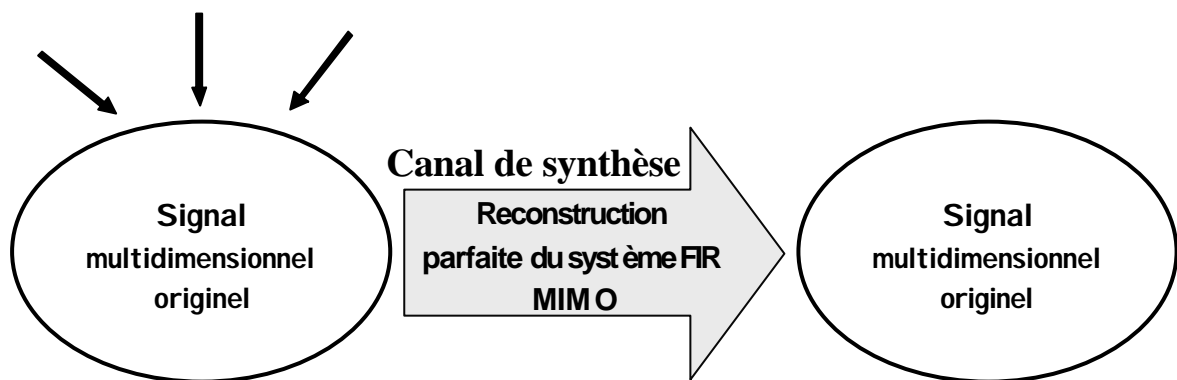 Canal de synthèse
Signal
multidimensionnel
originel
Reconstruction
parfaite du système FIR
MIMO
Signal
multidimensionnel
originel